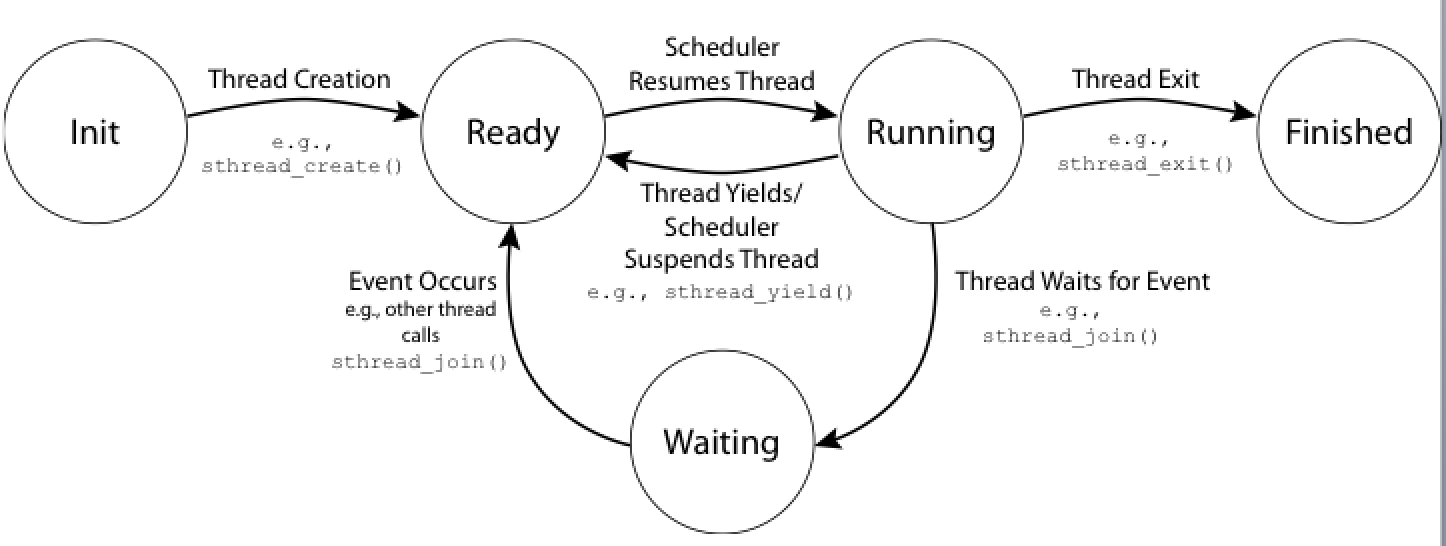 Init
Thread Creation
e.g.,
sthread_create()
Ready
Scheduler
Resumes Thread
Thread Yields/
Scheduler
Suspends Thread
e.g., sthread_yield()
Running
Thread Exit
e.g.,
sthread_exit()
Finished
Event Occurs
e.g., other thread
calls
sthread_join()
Thread Waits for Event
e.g.,
sthread_join()
Waiting